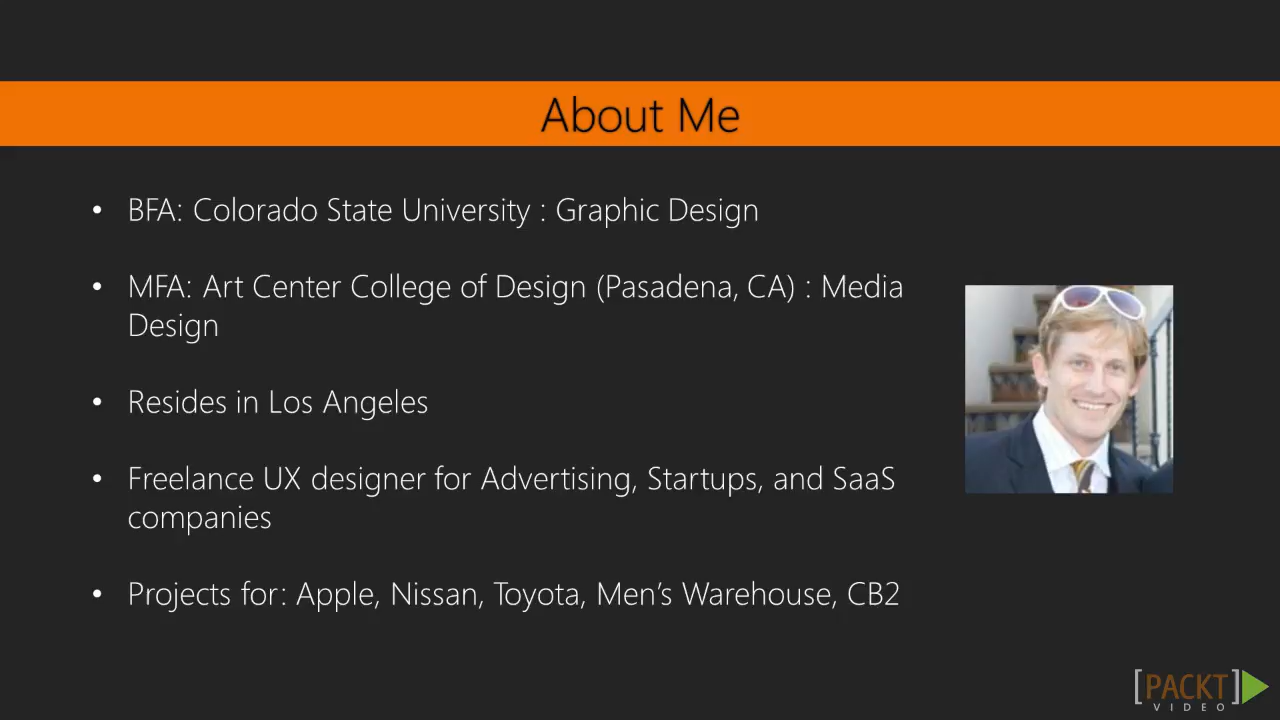 About Me
• BFA: Colorado State University : Graphic Design
• MFA: Art Center College of Design (Pasadena, CA) : Media
Design
• Resides in Los Angeles
• Freelance UX designer for Advertising, Startups, and SaaS
companies
• Projects for: Apple, Nissan, Toyota, Men’s Warehouse, CB2
[PACKT]
VIDEO